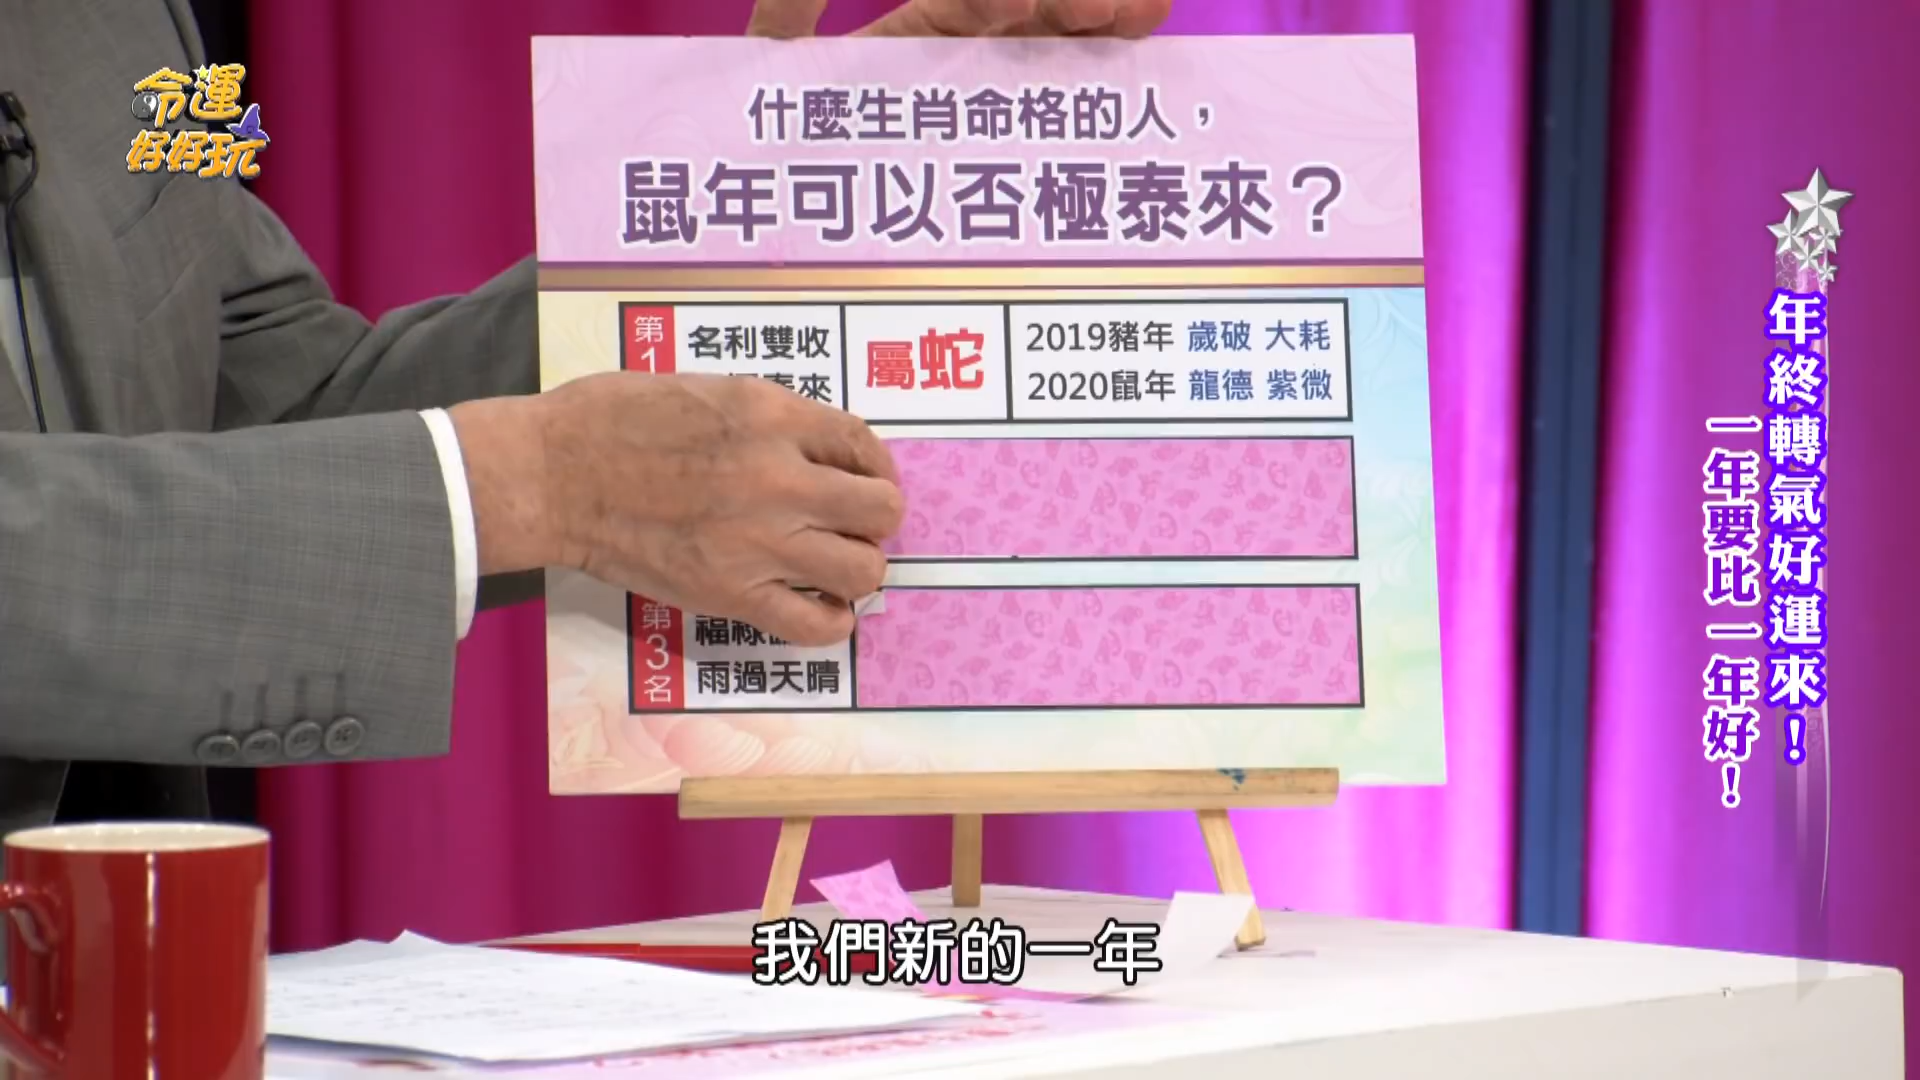 命運
好好玩
什麼生肖命格的人，
鼠年可以否極泰來？
第1
名利雙收
泰來
屬蛇
2019豬年 歲破 大耗
2020鼠年 龍德 紫微
第3名
福祿
雨過天晴
年終轉氣好運來！
一年要比一年好！
我們新的一年